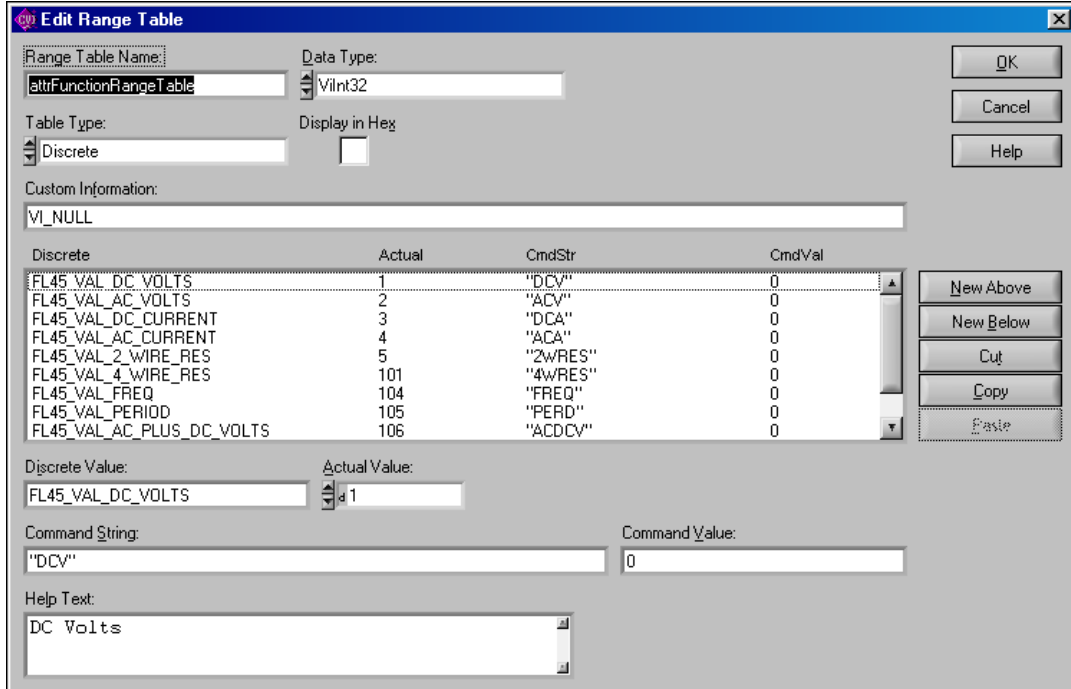 CVI Edit Range Table
Range Table Name:
Data Type:
OK
attrFunctionRangeTable
ViInt32
Cancel
Table Type:
Display in Hex
Discrete
Help
Custom Information:
VI_NULL
Discrete Actual CmdStr CmdVal
FL45_VAL_DC_VOLTS 1 "DCV" 0
FL45_VAL_AC_VOLTS 2 "ACV" 0
FL45_VAL_DC_CURRENT 3 "DCA" 0
FL45_VAL_AC_CURRENT 4 "ACA" 0
FL45_VAL_2_WIRE_RES 5 "2WRES" 0
FL45_VAL_4_WIRE_RES 101 "4WRES" 0
FL45_VAL_FREQ 104 "FREQ" 0
FL45_VAL_PERIOD 105 "PERD" 0
FL45_VAL_AC_PLUS_DC_VOLTS 106 "ACDCV" 0
New Above
New Below
Cut
Copy
Paste
Discrete Value:
Actual Value:
FL45_VAL_DC_VOLTS
d 1
Command String:
Command Value:
"DCV"
0
Help Text:
DC Volts